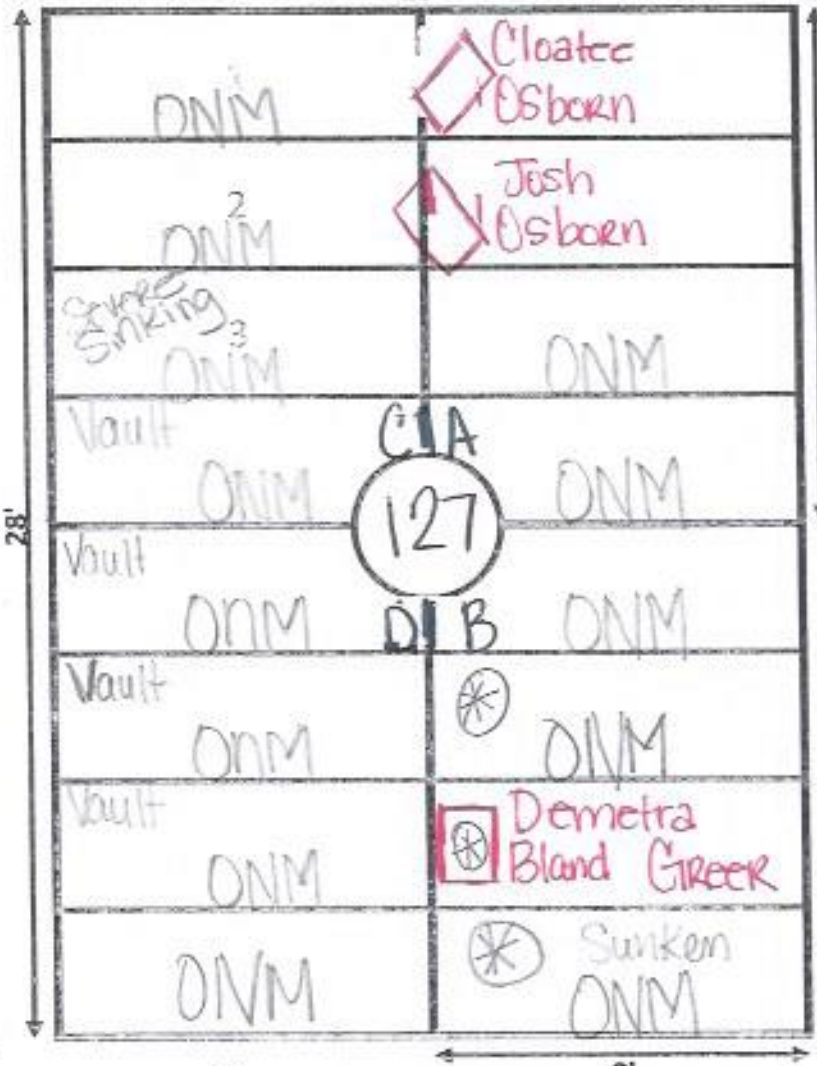 ONM
Cloatee
Osborn
2
ONM
Josh
Osborn
Severe
Sinking
3
ONM
ONM
Vault
ONM
C A
ONM
127
28'
Vault
ONM
D B
ONM
Vault
ONM
ONM
Vault
ONM
Demetra
Bland Greer
ONM
Sunken
ONM